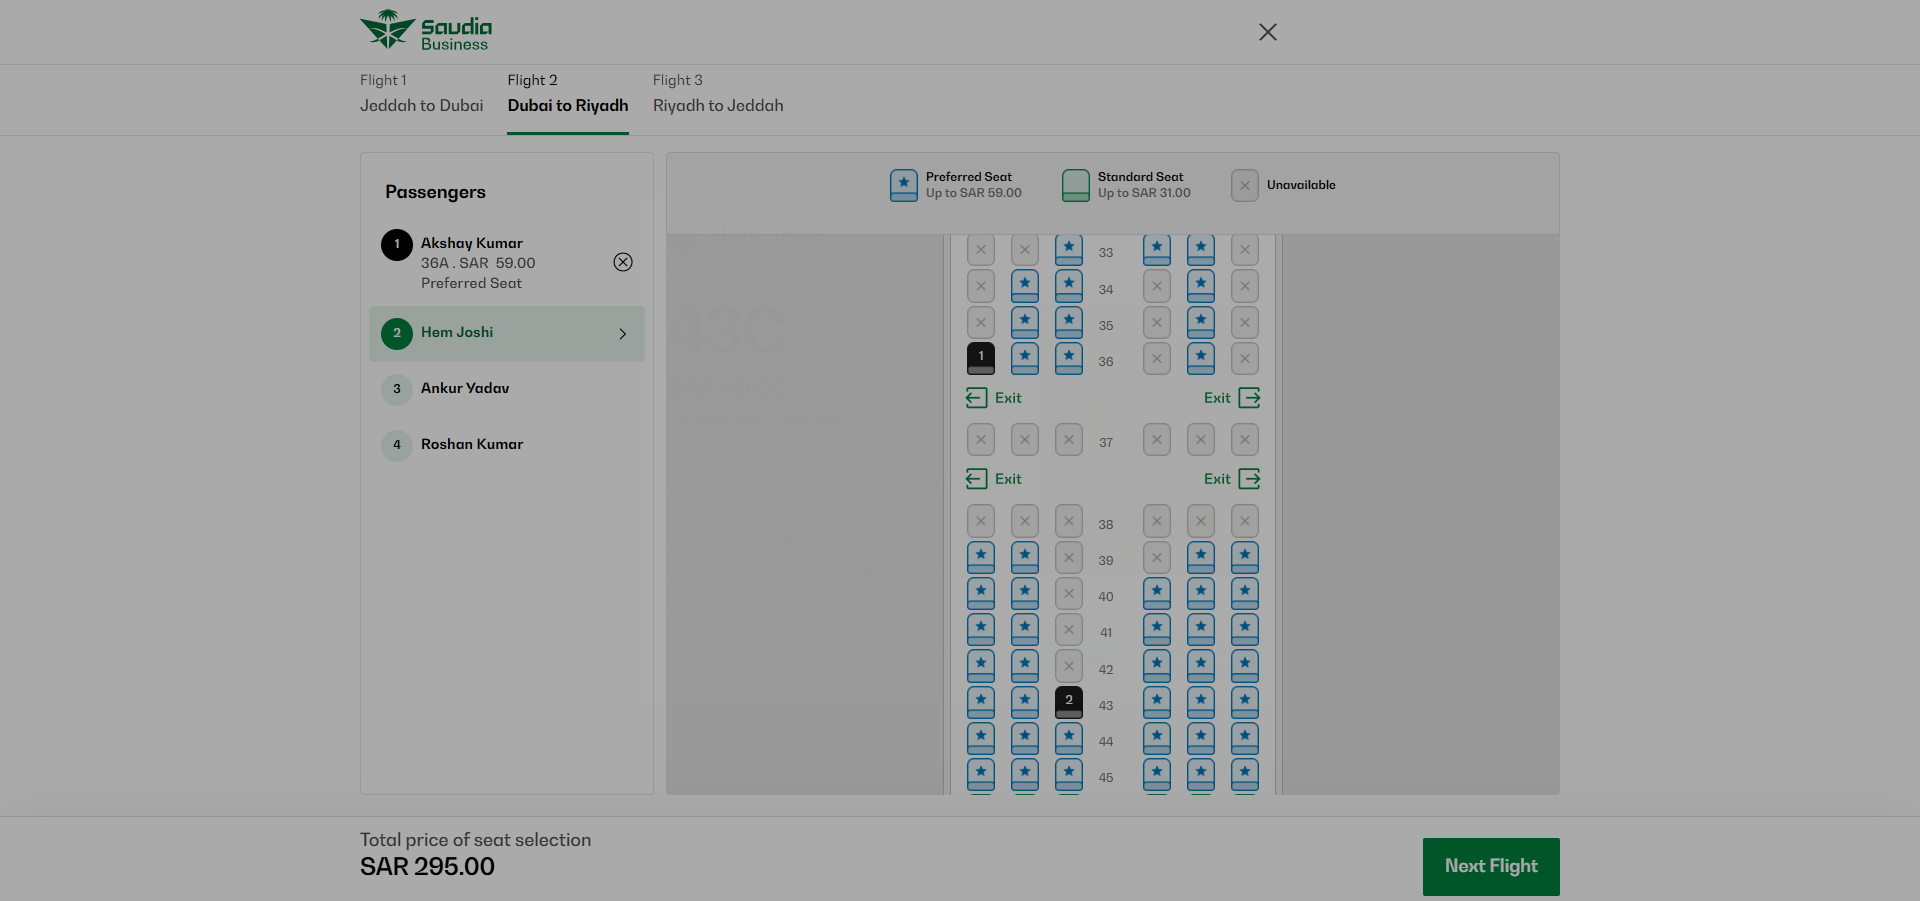 Saudia
Business
Flight 1
Jeddah to Dubai
Flight 2
Dubai to Riyadh
Flight 3
Riyadh to Jeddah
Passengers
1
Akshay Kumar
36A . SAR 59.00
Preferred Seat
2
Hem Joshi
3
Ankur Yadav
4
Roshan Kumar
Preferred Seat
Up to SAR 59.00
Standard Seat
Up to SAR 31.00
Unavailable
43C
SAR 59.00
33
34
35
1
36
Exit
Exit
37
Exit
Exit
38
39
40
41
42
2
43
44
45
Total price of seat selection
SAR 295.00
Next Flight